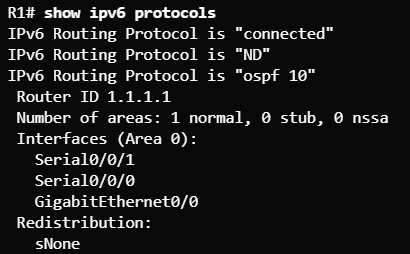 R1# show ipv6 protocols
IPv6 Routing Protocol is "connected"
IPv6 Routing Protocol is "ND"
IPv6 Routing Protocol is "ospf 10"
Router ID 1.1.1.1
Number of areas: 1 normal, 0 stub, 0 nssa
Interfaces (Area 0):
Serial0/0/1
Serial0/0/0
GigabitEthernet0/0
Redistribution:
sNone